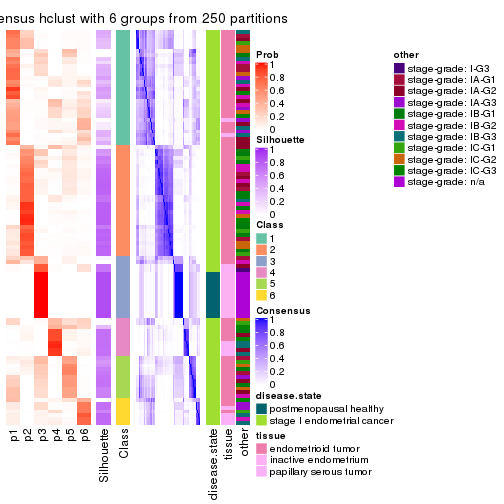 ensus hclust with 6 groups from 250 partitions
Prob
1
0.8
0.6
0.4
0.2
0
Silhouette
1
0.8
0.6
0.4
0.2
0
Class
1
2
3
4
5
6
Consensus
1
0.8
0.6
0.4
0.2
0
disease.state
postmenopausal healthy
stage I endometrial cancer
tissue
endometrioid tumor
inactive endometrium
papillary serous tumor
other
stage-grade: I-G3
stage-grade: IA-G1
stage-grade: IA-G2
stage-grade: IA-G3
stage-grade: IB-G1
stage-grade: IB-G2
stage-grade: IB-G3
stage-grade: IC-G1
stage-grade: IC-G2
stage-grade: IC-G3
stage-grade: n/a
p1
p2
p3
p4
p5
p6
Silhouette
Class
disease.state
tissue
other